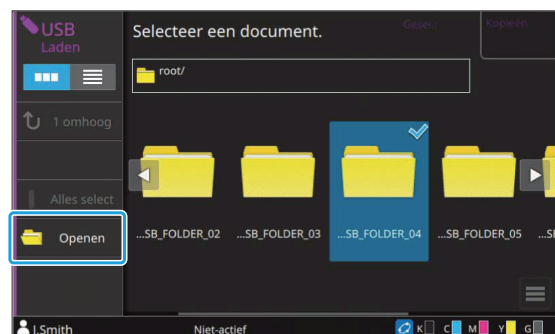 USB
Laden
Selecteer een document.
Gesel.:
Kopieën
root/
1 omhoog
Alles select
Openen
...SB_FOLDER_02
...SB_FOLDER_03
...SB_FOLDER_04
...SB_FOLDER_05
...S
J.Smith
Niet-actief
K C M Y G